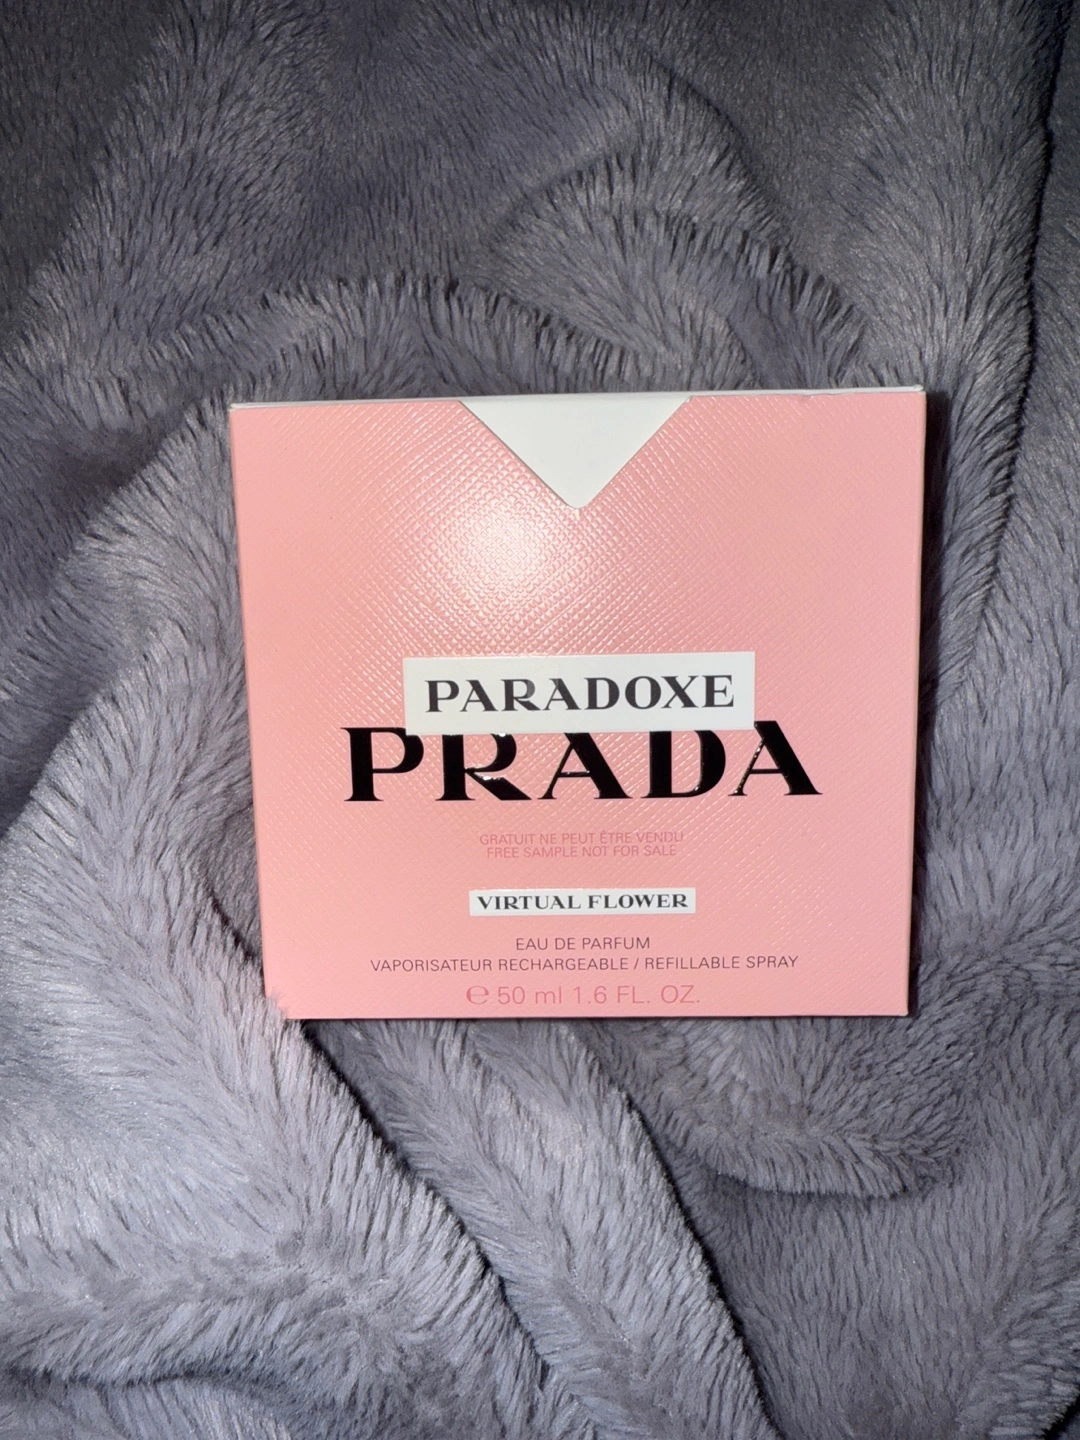 PARADOXE
PRADA
GRATUIT NE PEUT ÊTRE VENDU
FREE SAMPLE NOT FOR SALE
VIRTUAL FLOWER
EAU DE PARFUM
VAPORISATEUR RECHARGEABLE / REFILLABLE SPRAY
℮ 50 ml 1.6 FL. OZ.